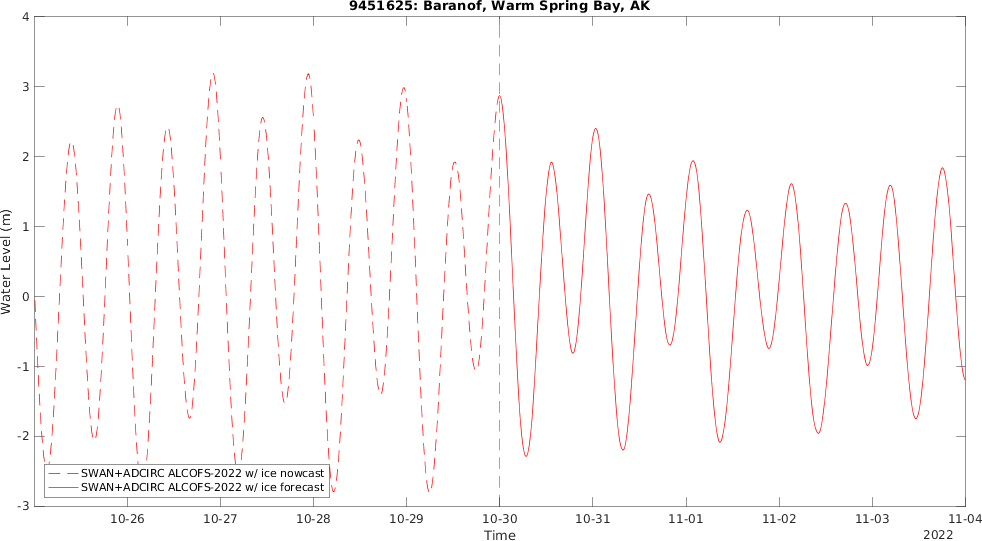 9451625: Baranof, Warm Spring Bay, AK
4
3
2
1
0
-1
-2
-3
Water Level (m)
SWAN+ADCIRC ALCOFS-2022 w/ ice nowcast
SWAN+ADCIRC ALCOFS-2022 w/ ice forecast
10-26 10-27 10-28 10-29 10-30 10-31 11-01 11-02 11-03 11-04
Time
2022